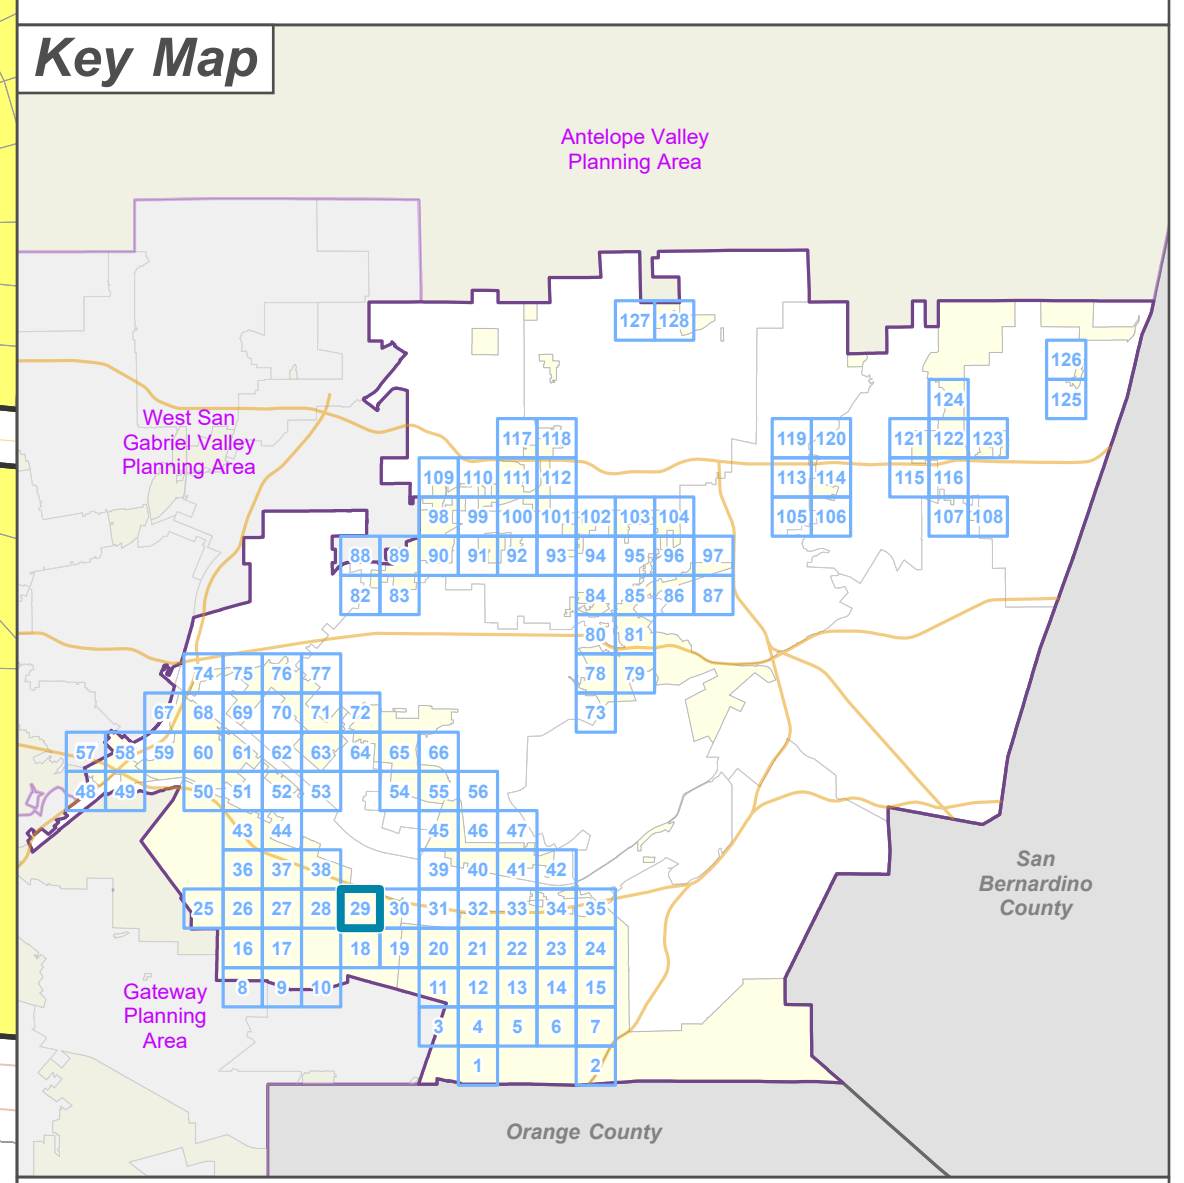 Key Map
Antelope Valley
Planning Area
127 128
126
West San
Gabriel Valley
Planning Area
124 125
117 118 119 120 121 122 123
109 110 111 112 113 114 115 116
98 99 100 101 102 103 104 105 106 107 108
88 89 90 91 92 93 94 95 96 97
82 83 84 85 86 87
80 81
74 75 76 77 78 79
67 68 69 70 71 72 73
57 58 59 60 61 62 63 64 65 66
48 49 50 51 52 53 54 55 56
43 44 45 46 47
36 37 38 39 40 41 42
San
Bernardino
County
25 26 27 28 29 30 31 32 33 34 35
16 17 18 19 20 21 22 23 24
8 9 10 11 12 13 14 15
Gateway
Planning
Area
3 4 5 6 7
1 2
Orange County